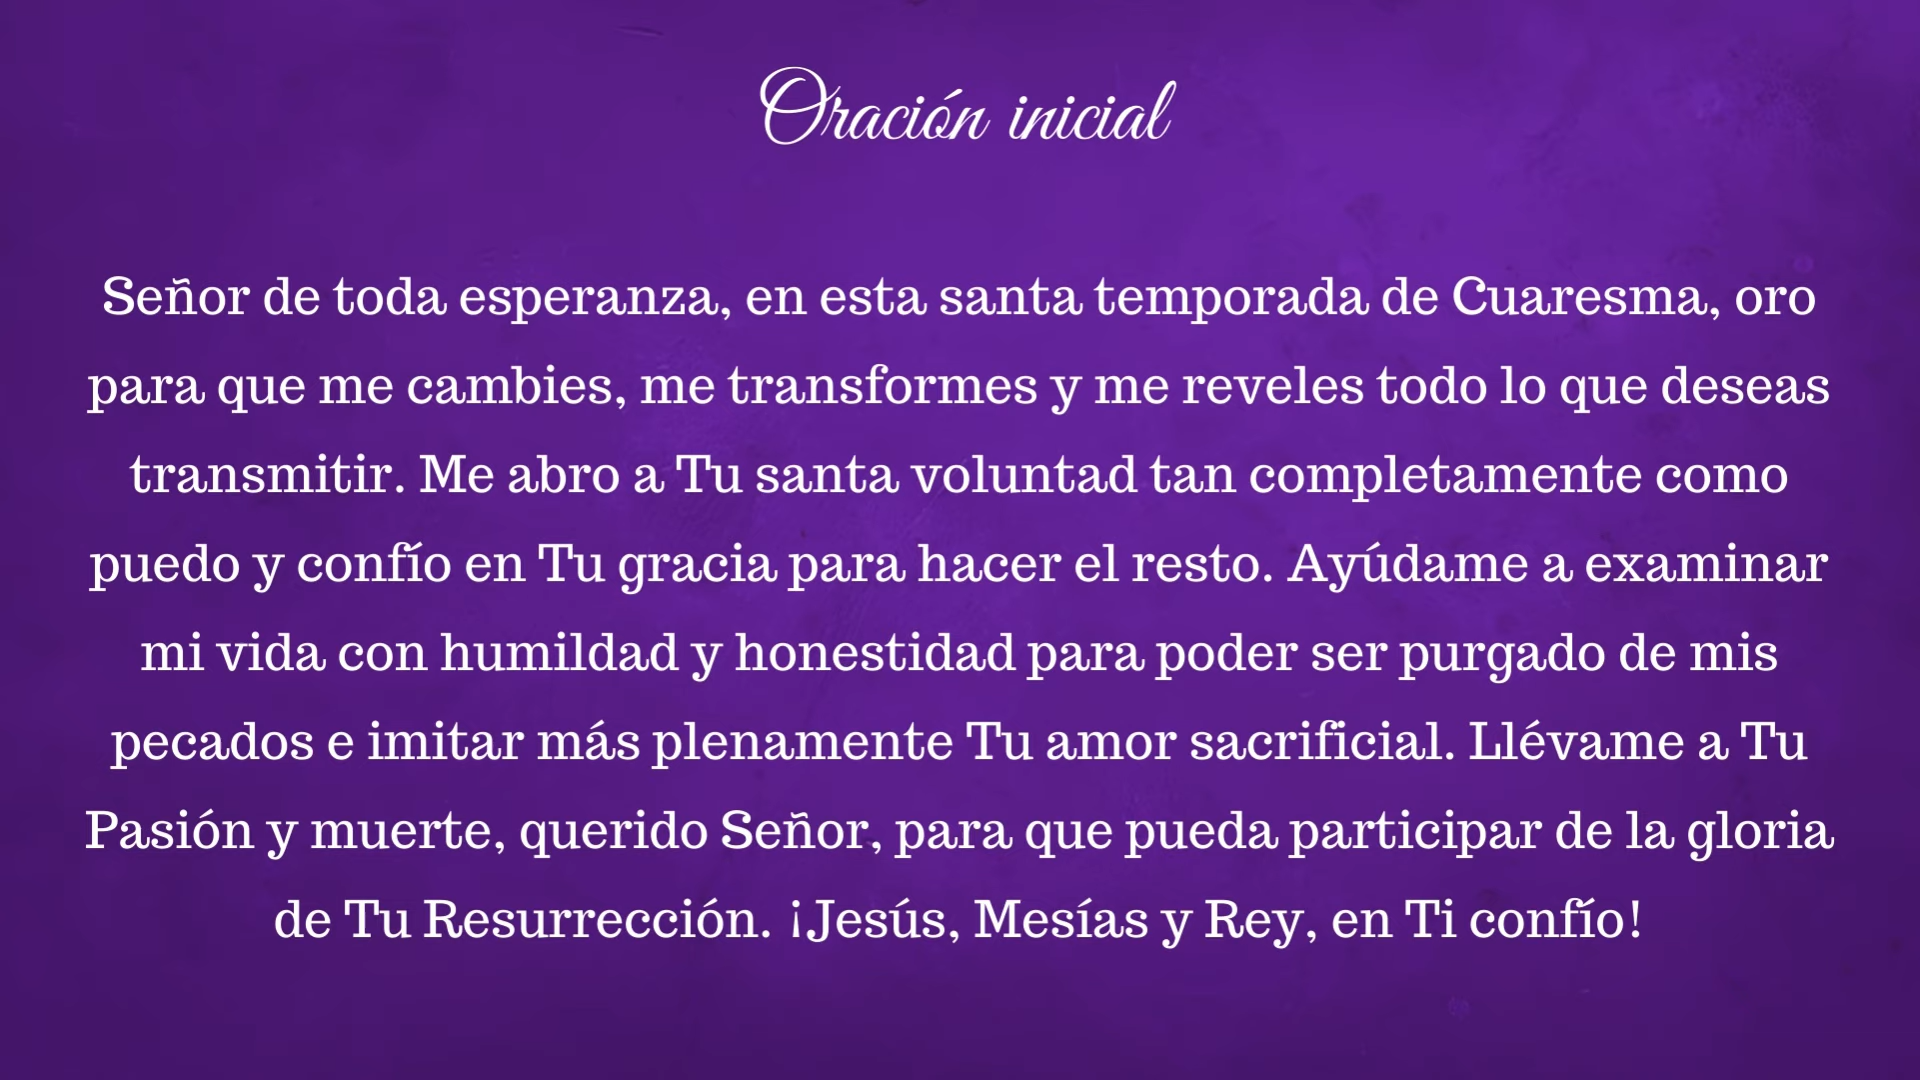 Oración inicial
Señor de toda esperanza, en esta santa temporada de Cuaresma, oro
para que me cambies, me transformes y me reveles todo lo que deseas
transmitir. Me abro a Tu santa voluntad tan completamente como
puedo y confío en Tu gracia para hacer el resto. Ayúdame a examinar
mi vida con humildad y honestidad para poder ser purgado de mis
pecados e imitar más plenamente Tu amor sacrificial. Llévame a Tu
Pasión y muerte, querido Señor, para que pueda participar de la gloria
de Tu Resurrección. ¡Jesús, Mesías y Rey, en Ti confío!